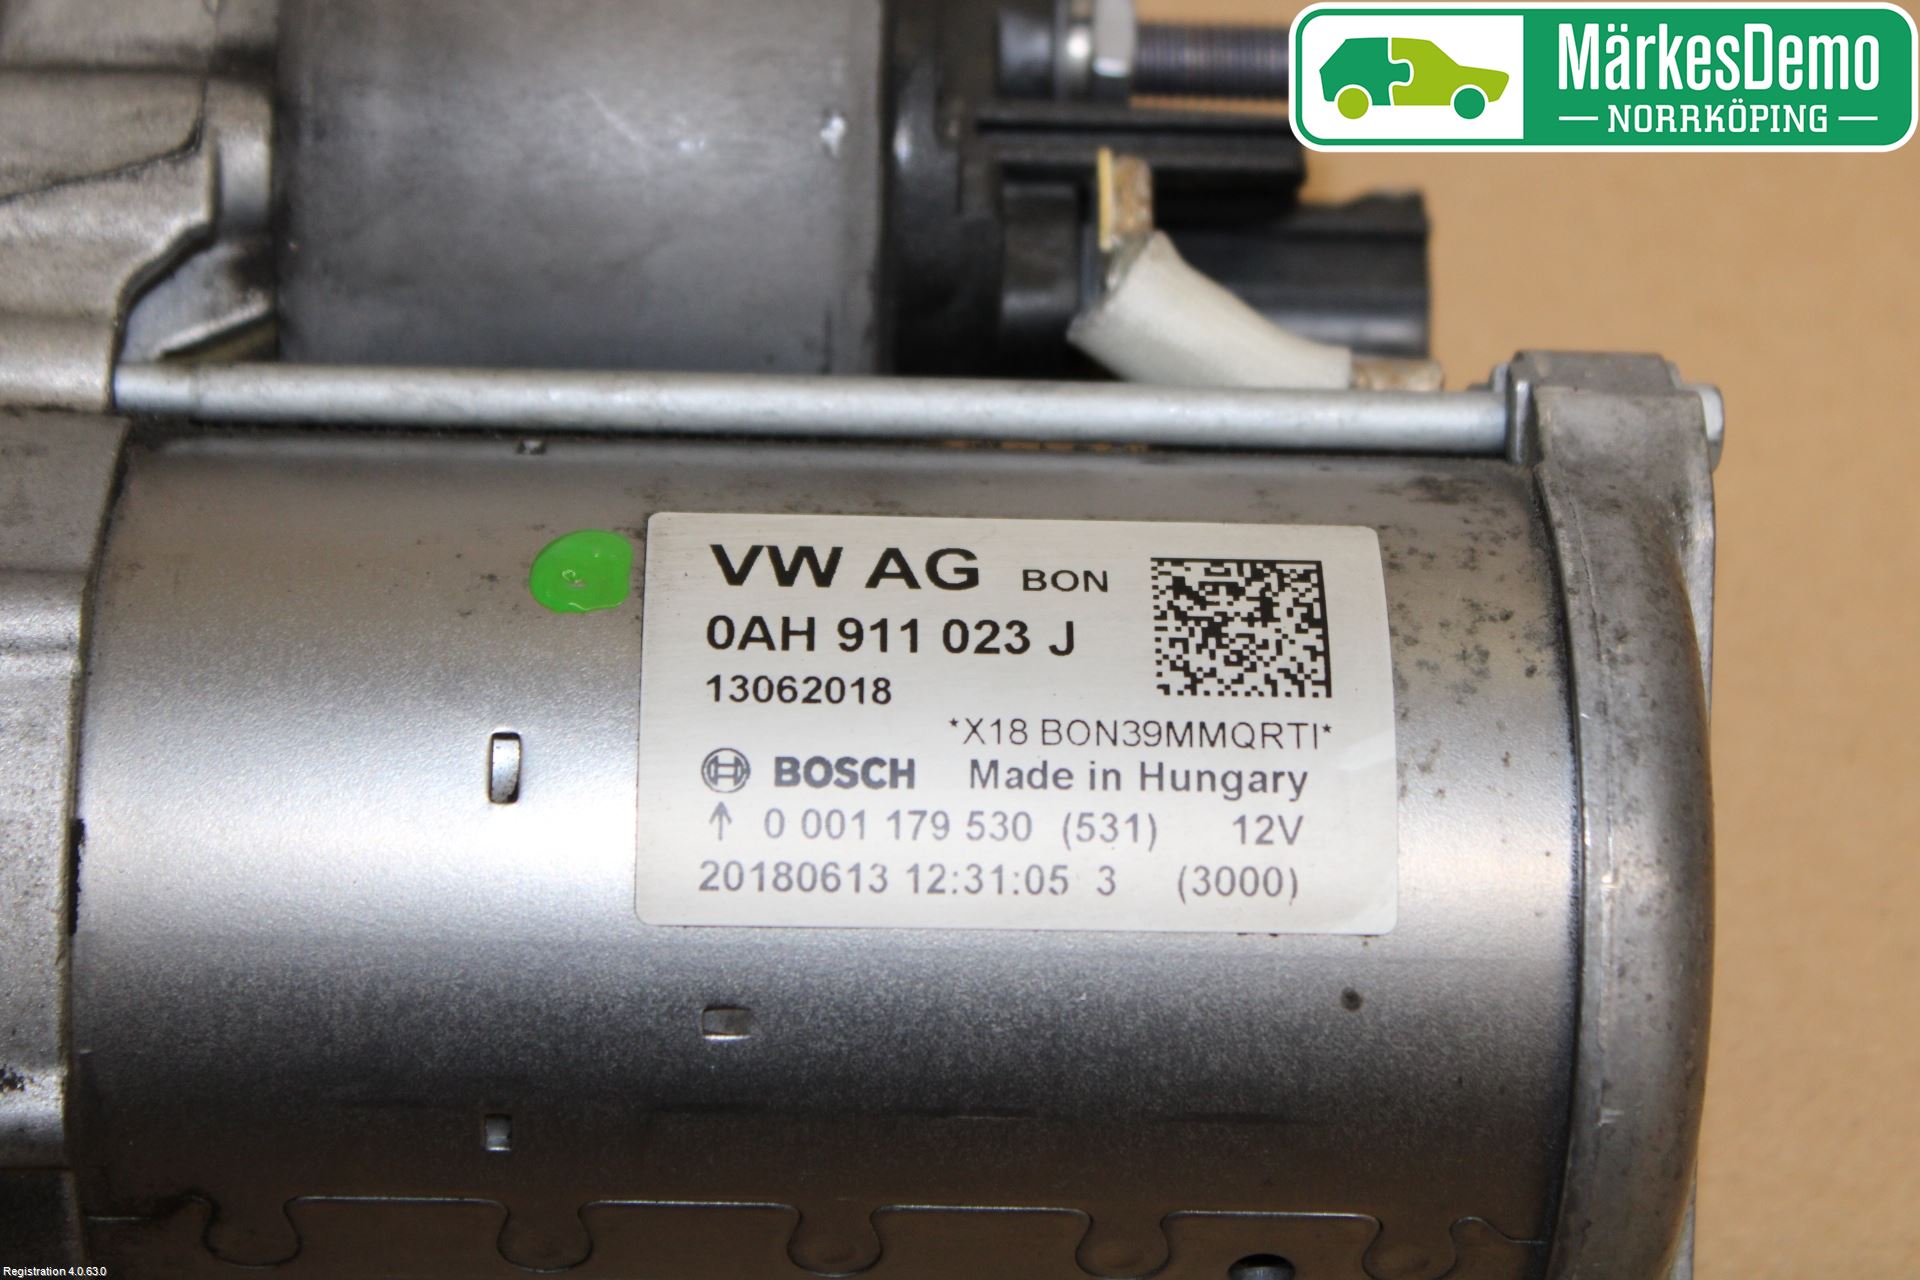 MärkesDemo
NORRKÖPING
VW AG BON
0AH 911 023 J
13062018
*X18 BON39MMQRTI*
BOSCH Made in Hungary
↑ 0 001 179 530 (531) 12V
20180613 12:31:05 3 (3000)
Registration 4.0.63.0